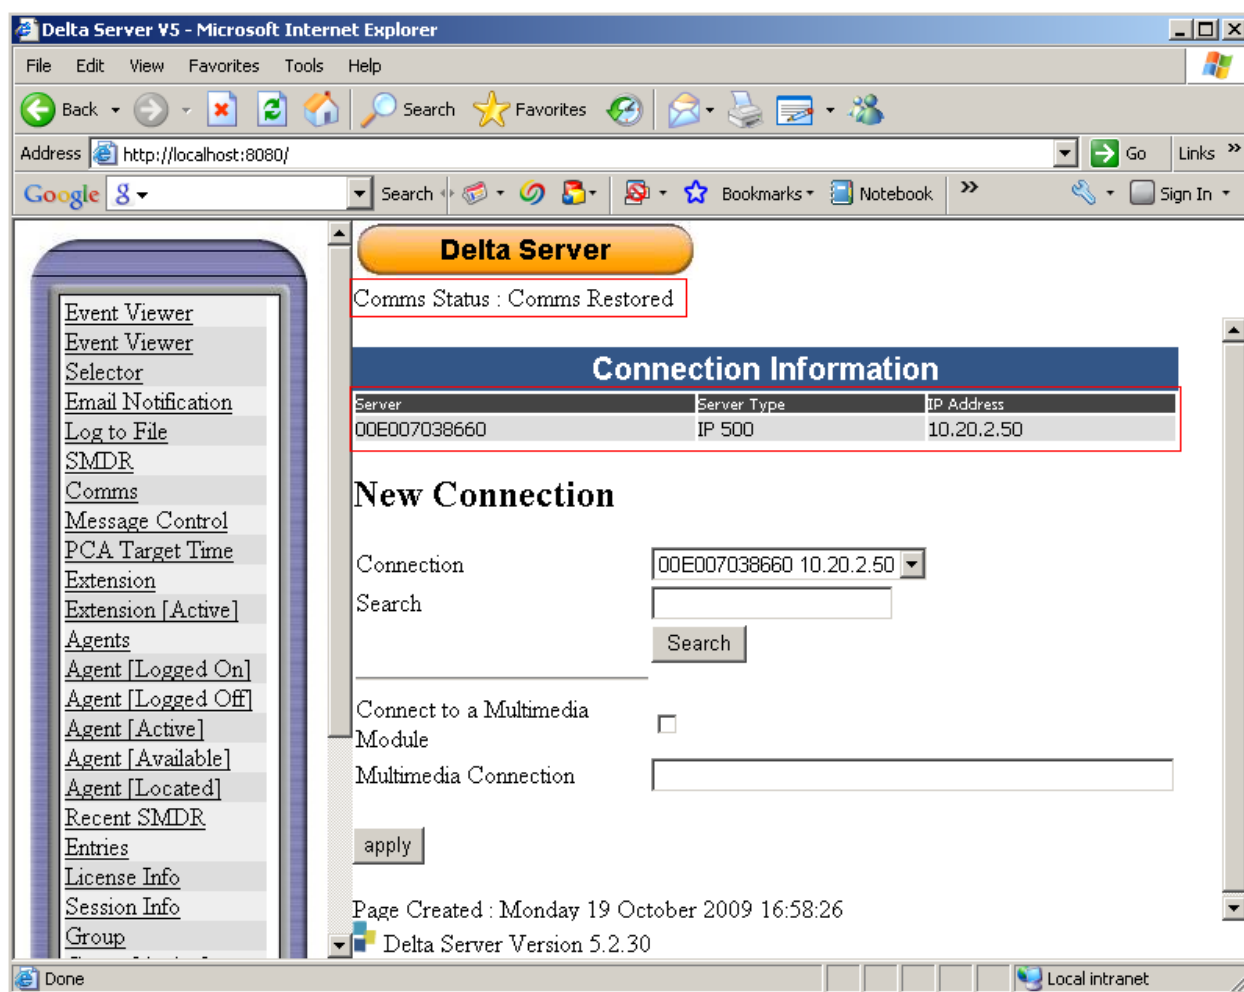 Delta Server V5 - Microsoft Internet Explorer
File Edit View Favorites Tools Help
Back Search Favorites
Address http://localhost:8080/ Go Links »
Google Search Bookmarks Notebook » Sign In
Event Viewer
Event Viewer
Selector
Email Notification
Log to File
SMDR
Comms
Message Control
PCA Target Time
Extension
Extension [Active]
Agents
Agent [Logged On]
Agent [Logged Off]
Agent [Active]
Agent [Available]
Agent [Located]
Recent SMDR
Entries
License Info
Session Info
Group
Delta Server
Comms Status : Comms Restored
Connection Information
Server Server Type IP Address
00E007038660 IP 500 10.20.2.50
New Connection
Connection 00E007038660 10.20.2.50
Search
Search
Connect to a Multimedia
Module
Multimedia Connection
apply
Page Created : Monday 19 October 2009 16:58:26
Delta Server Version 5.2.30
Done Local intranet